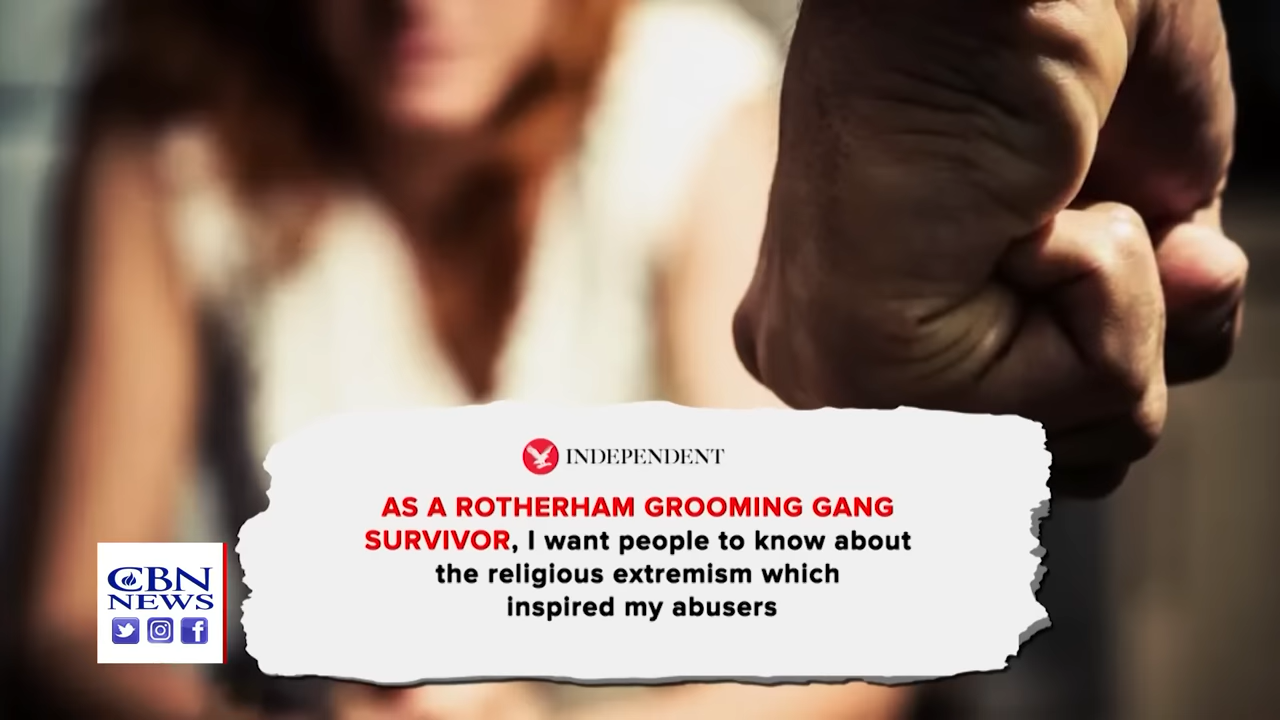 INDEPENDENT
AS A ROTHERHAM GROOMING GANG
SURVIVOR, I want people to know about
the religious extremism which
inspired my abusers
CBN
NEWS